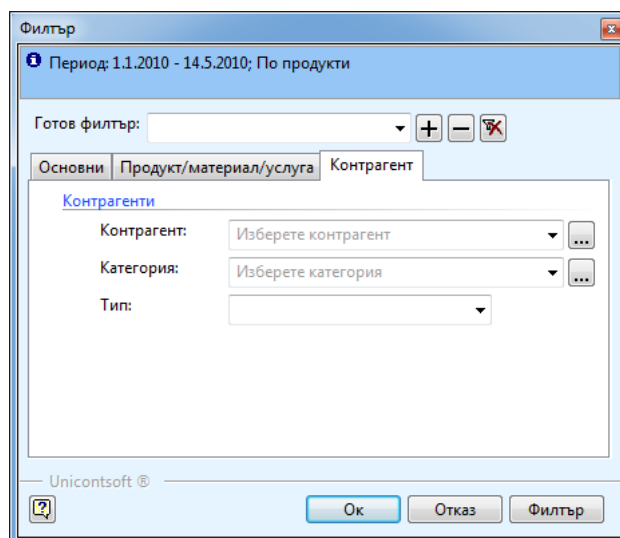 Филтър
Период: 1.1.2010 - 14.5.2010; По продукти
Готов филтър:
Основни Продукт/материал/услуга Контрагент
Контрагенти
Контрагент: Изберете контрагент ...
Категория: Изберете категория ...
Тип:
Unicontsoft ®
Ок Отказ Филтър